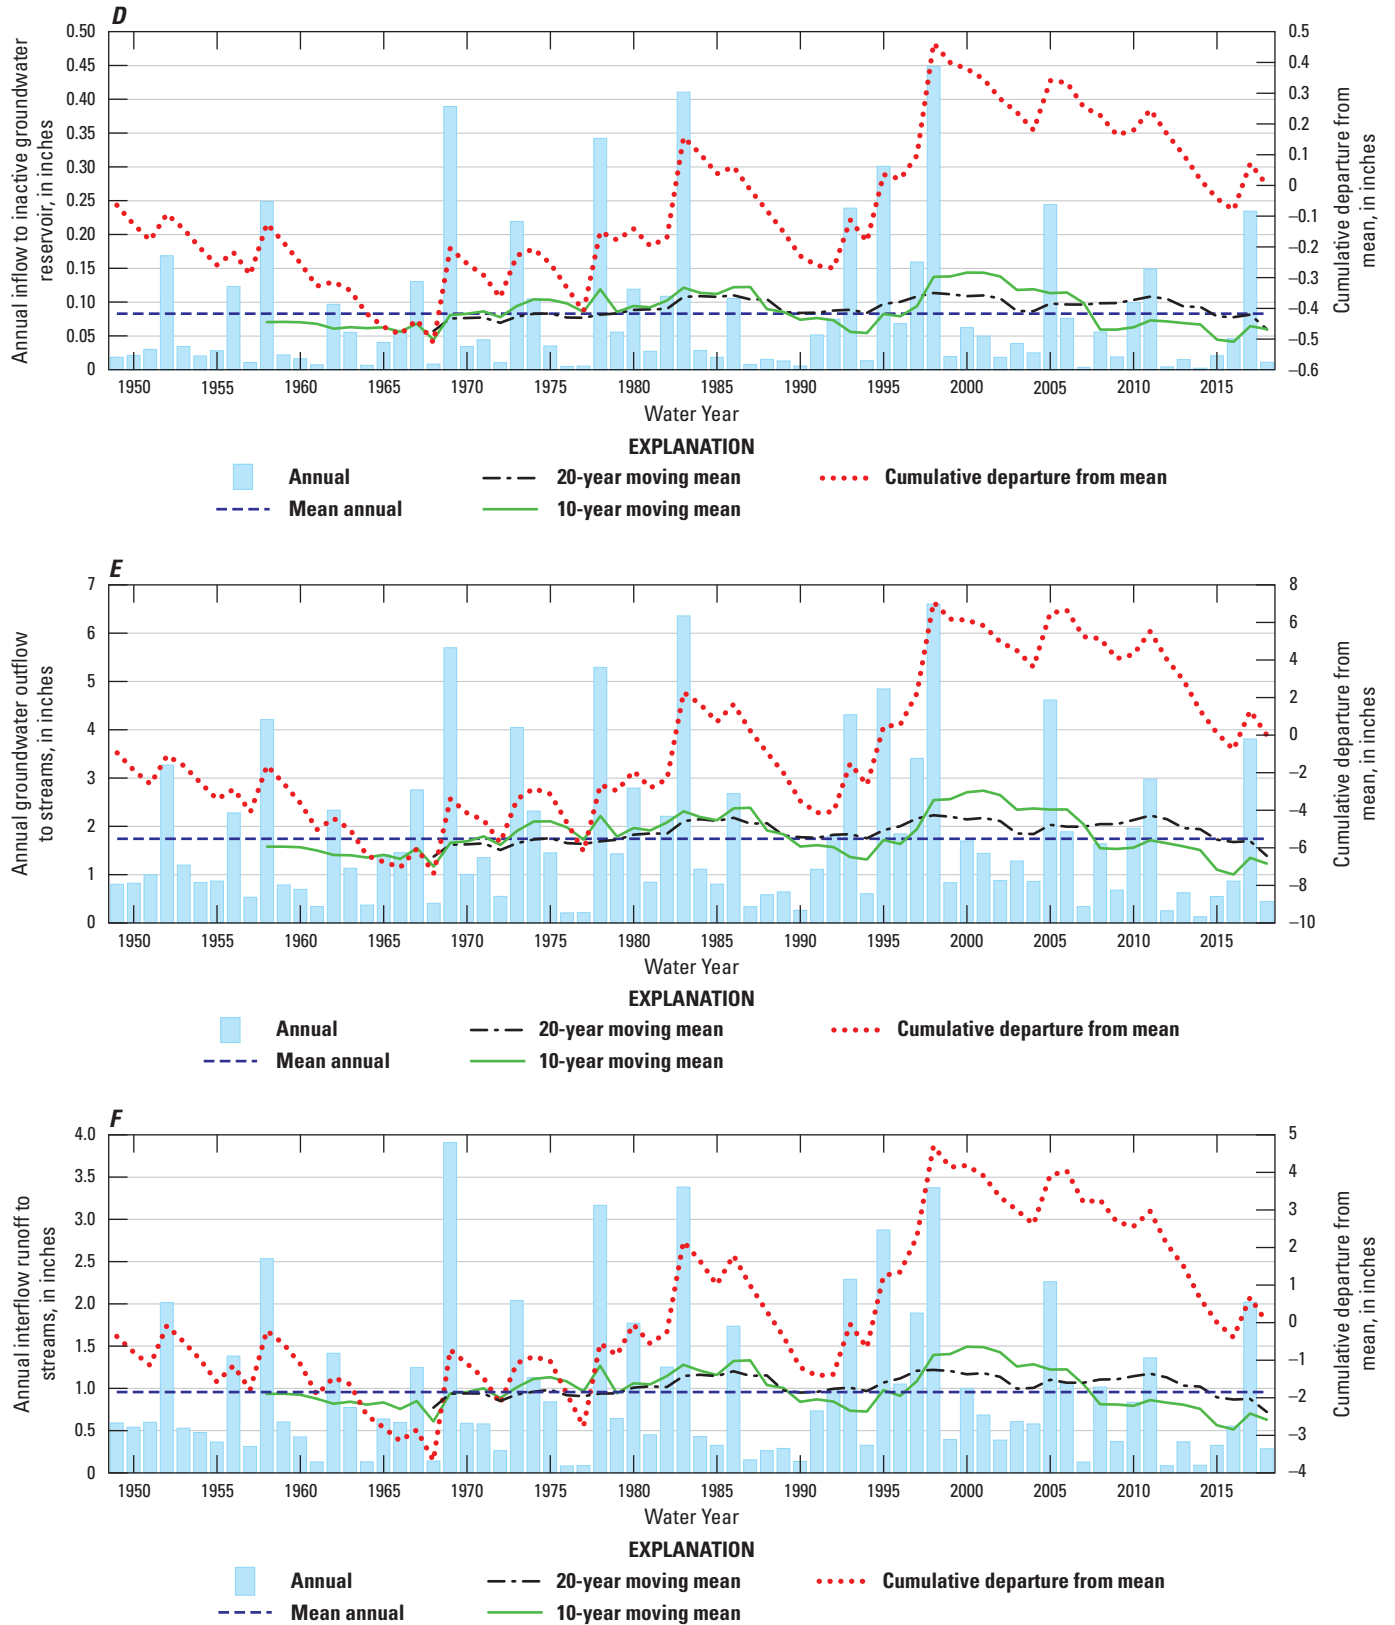 D
Annual inflow to inactive groundwater
reservoir, in inches
0.50
0.45
0.40
0.35
0.30
0.25
0.20
0.15
0.10
0.05
0
0.5
0.4
0.3
0.2
0.1
0
–0.1
–0.2
–0.3
–0.4
–0.5
–0.6
Cumulative departure from
mean, in inches
1950 1955 1960 1965 1970 1975 1980 1985 1990 1995 2000 2005 2010 2015
Water Year
EXPLANATION
Annual 20-year moving mean Cumulative departure from mean
Mean annual 10-year moving mean
E
Annual groundwater outflow
to streams, in inches
7
6
5
4
3
2
1
0
8
6
4
2
0
–2
–4
–6
–8
–10
Cumulative departure from
mean, in inches
1950 1955 1960 1965 1970 1975 1980 1985 1990 1995 2000 2005 2010 2015
Water Year
EXPLANATION
Annual 20-year moving mean Cumulative departure from mean
Mean annual 10-year moving mean
F
Annual interflow runoff to
streams, in inches
4.0
3.5
3.0
2.5
2.0
1.5
1.0
0.5
0
5
4
3
2
1
0
–1
–2
–3
–4
Cumulative departure from
mean, in inches
1950 1955 1960 1965 1970 1975 1980 1985 1990 1995 2000 2005 2010 2015
Water Year
EXPLANATION
Annual 20-year moving mean Cumulative departure from mean
Mean annual 10-year moving mean